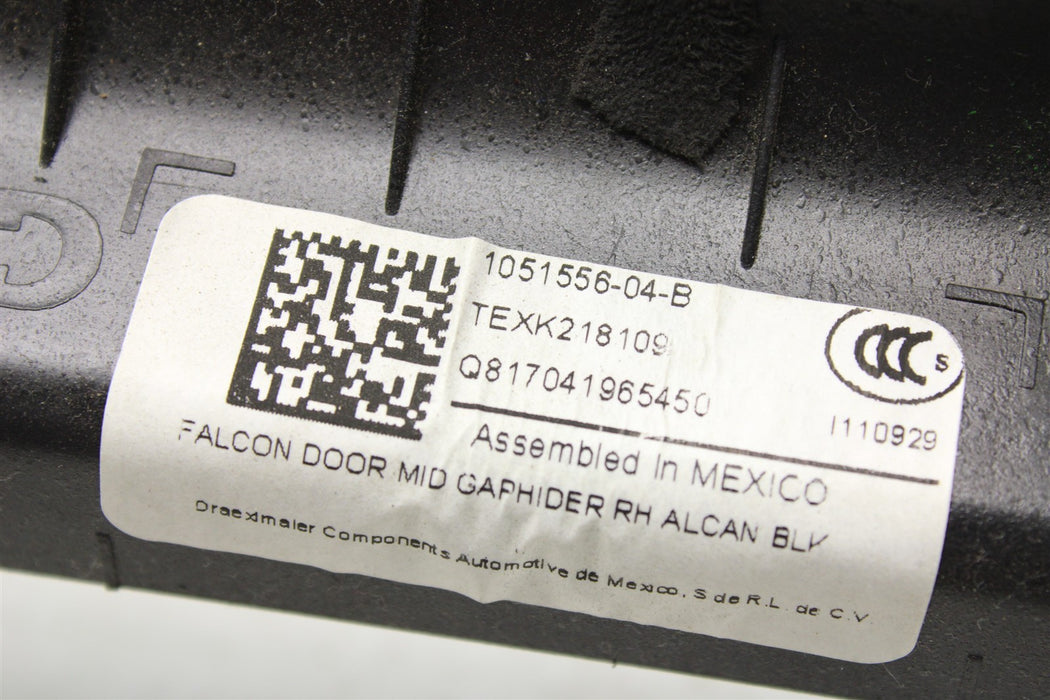 1051556-04-B
TEXK218109
Q817041965450
CCC S
I110929
Assembled In MEXICO
FALCON DOOR MID GAPHIDER RH ALCAN BLK
Draexlmaier Components Automotive de Mexico, S de R.L. de C.V.